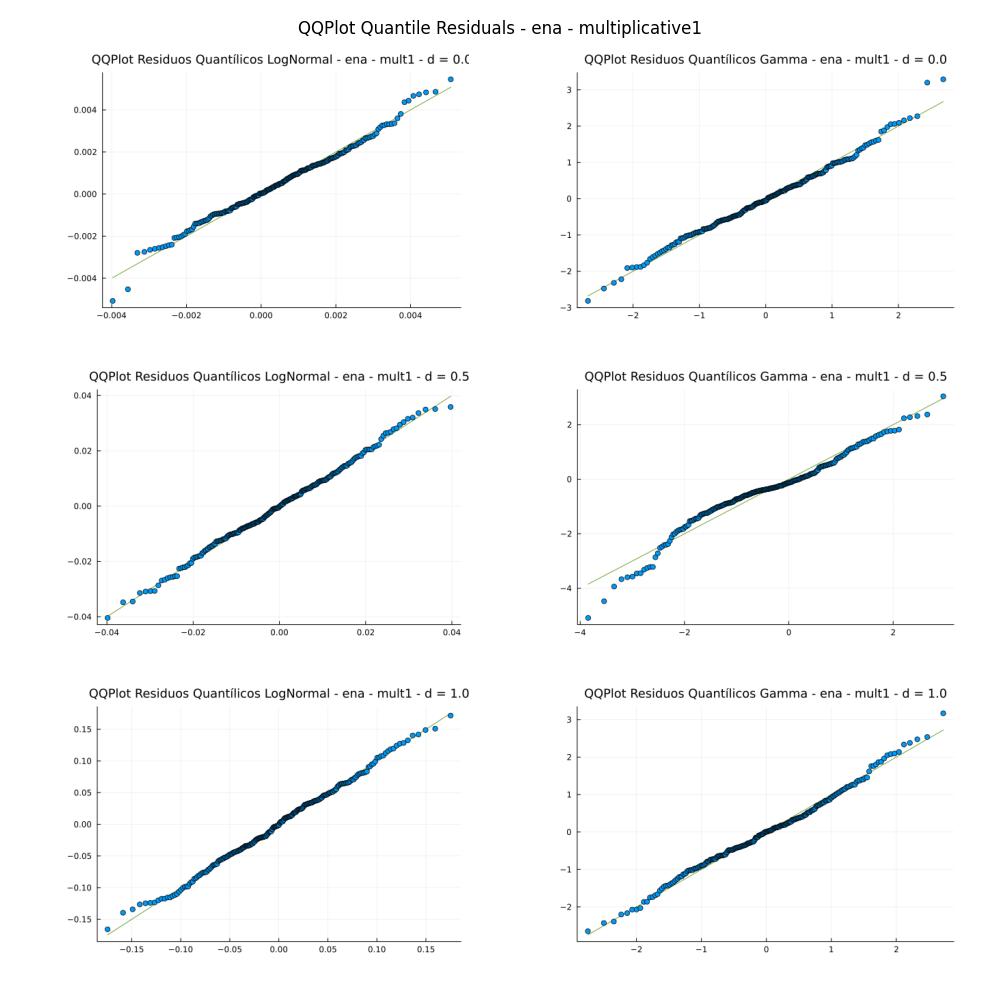 QQPlot Quantile Residuals - ena - multiplicative1
QQPlot Residuos Quantílicos LogNormal - ena - mult1 - d = 0.0
0.004
0.002
0.000
−0.002
−0.004
−0.004 −0.002 0.000 0.002 0.004
QQPlot Residuos Quantílicos Gamma - ena - mult1 - d = 0.0
3
2
1
0
−1
−2
−3
−2 −1 0 1 2
QQPlot Residuos Quantílicos LogNormal - ena - mult1 - d = 0.5
0.04
0.02
0.00
−0.02
−0.04
−0.04 −0.02 0.00 0.02 0.04
QQPlot Residuos Quantílicos Gamma - ena - mult1 - d = 0.5
2
0
−2
−4
−4 −2 0 2
QQPlot Residuos Quantílicos LogNormal - ena - mult1 - d = 1.0
0.15
0.10
0.05
0.00
−0.05
−0.10
−0.15
−0.15 −0.10 −0.05 0.00 0.05 0.10 0.15
QQPlot Residuos Quantílicos Gamma - ena - mult1 - d = 1.0
3
2
1
0
−1
−2
−2 −1 0 1 2